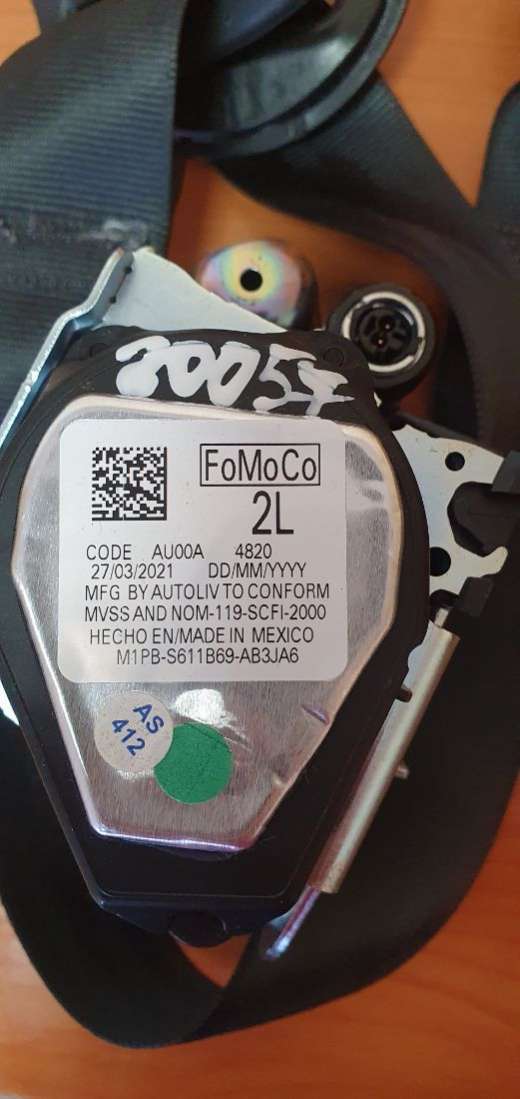 20057
FoMoCo
2L
CODE AU00A 4820
27/03/2021 DD/MM/YYYY
MFG BY AUTOLIV TO CONFORM
MVSS AND NOM-119-SCFI-2000
HECHO EN/MADE IN MEXICO
M1PB-S611B69-AB3JA6
AS
412